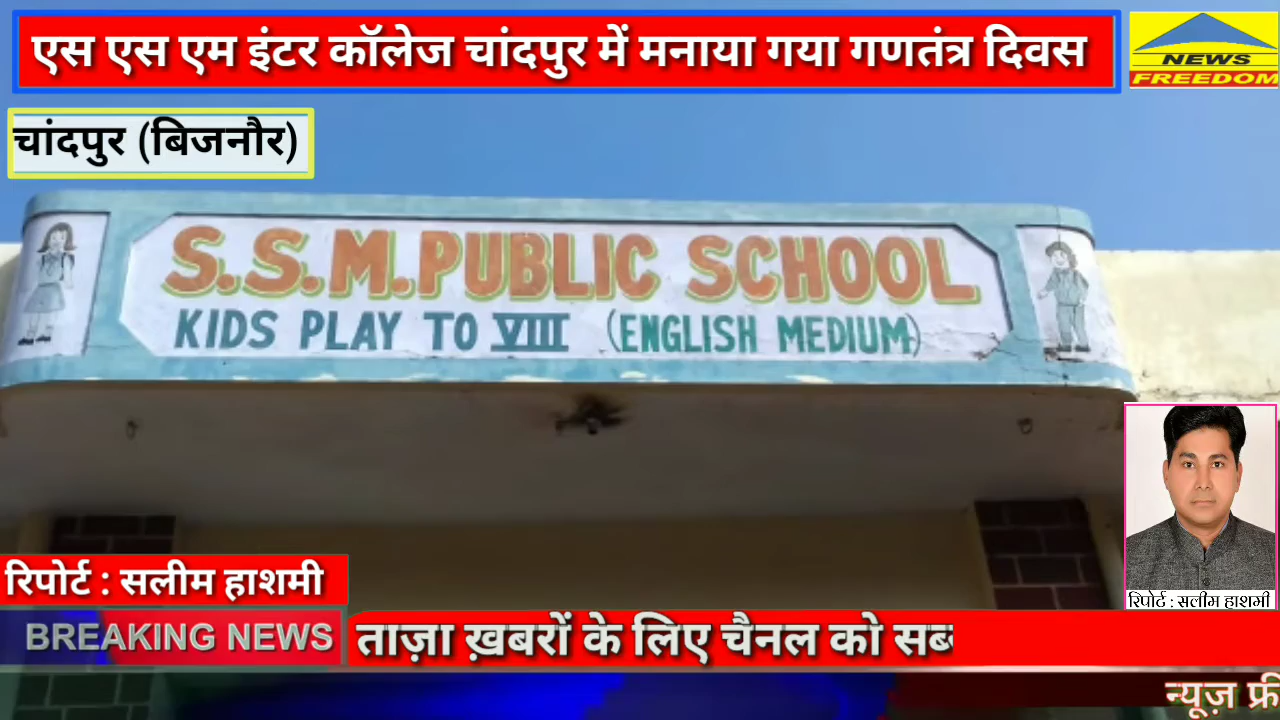 एस एस एम इंटर कॉलेज चांदपुर में मनाया गया गणतंत्र दिवस
NEWS
FREEDOM
चांदपुर (बिजनौर)
S.S.M.PUBLIC SCHOOL
KIDS PLAY TO VIII (ENGLISH MEDIUM)
रिपोर्ट : सलीम हाशमी
रिपोर्ट : सलीम हाशमी
BREAKING NEWS
ताज़ा ख़बरों के लिए चैनल को
न्यूज़